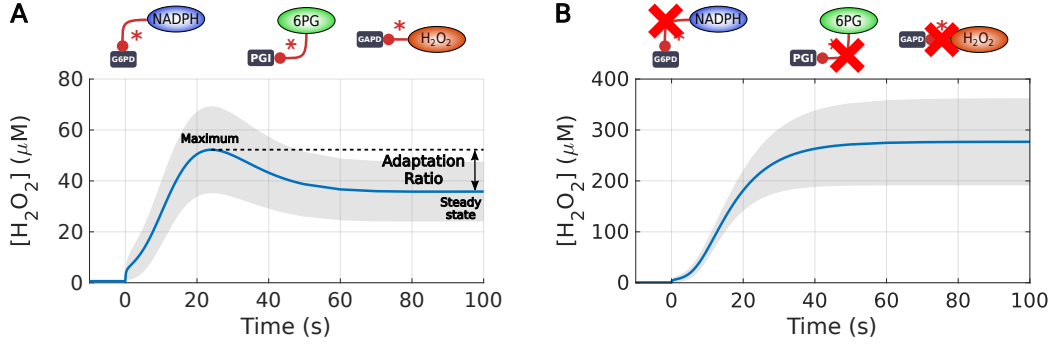 A
NADPH
*
G6PD
6PG
*
PGI
GAPD
*
H₂O₂
[H₂O₂] (μM)
80
60
40
20
0
Maximum
Adaptation
Ratio
Steady
state
0 20 40 60 80 100
Time (s)
B
NADPH
*
G6PD
6PG
*
PGI
GAPD
*
H₂O₂
[H₂O₂] (μM)
400
300
200
100
0
0 20 40 60 80 100
Time (s)